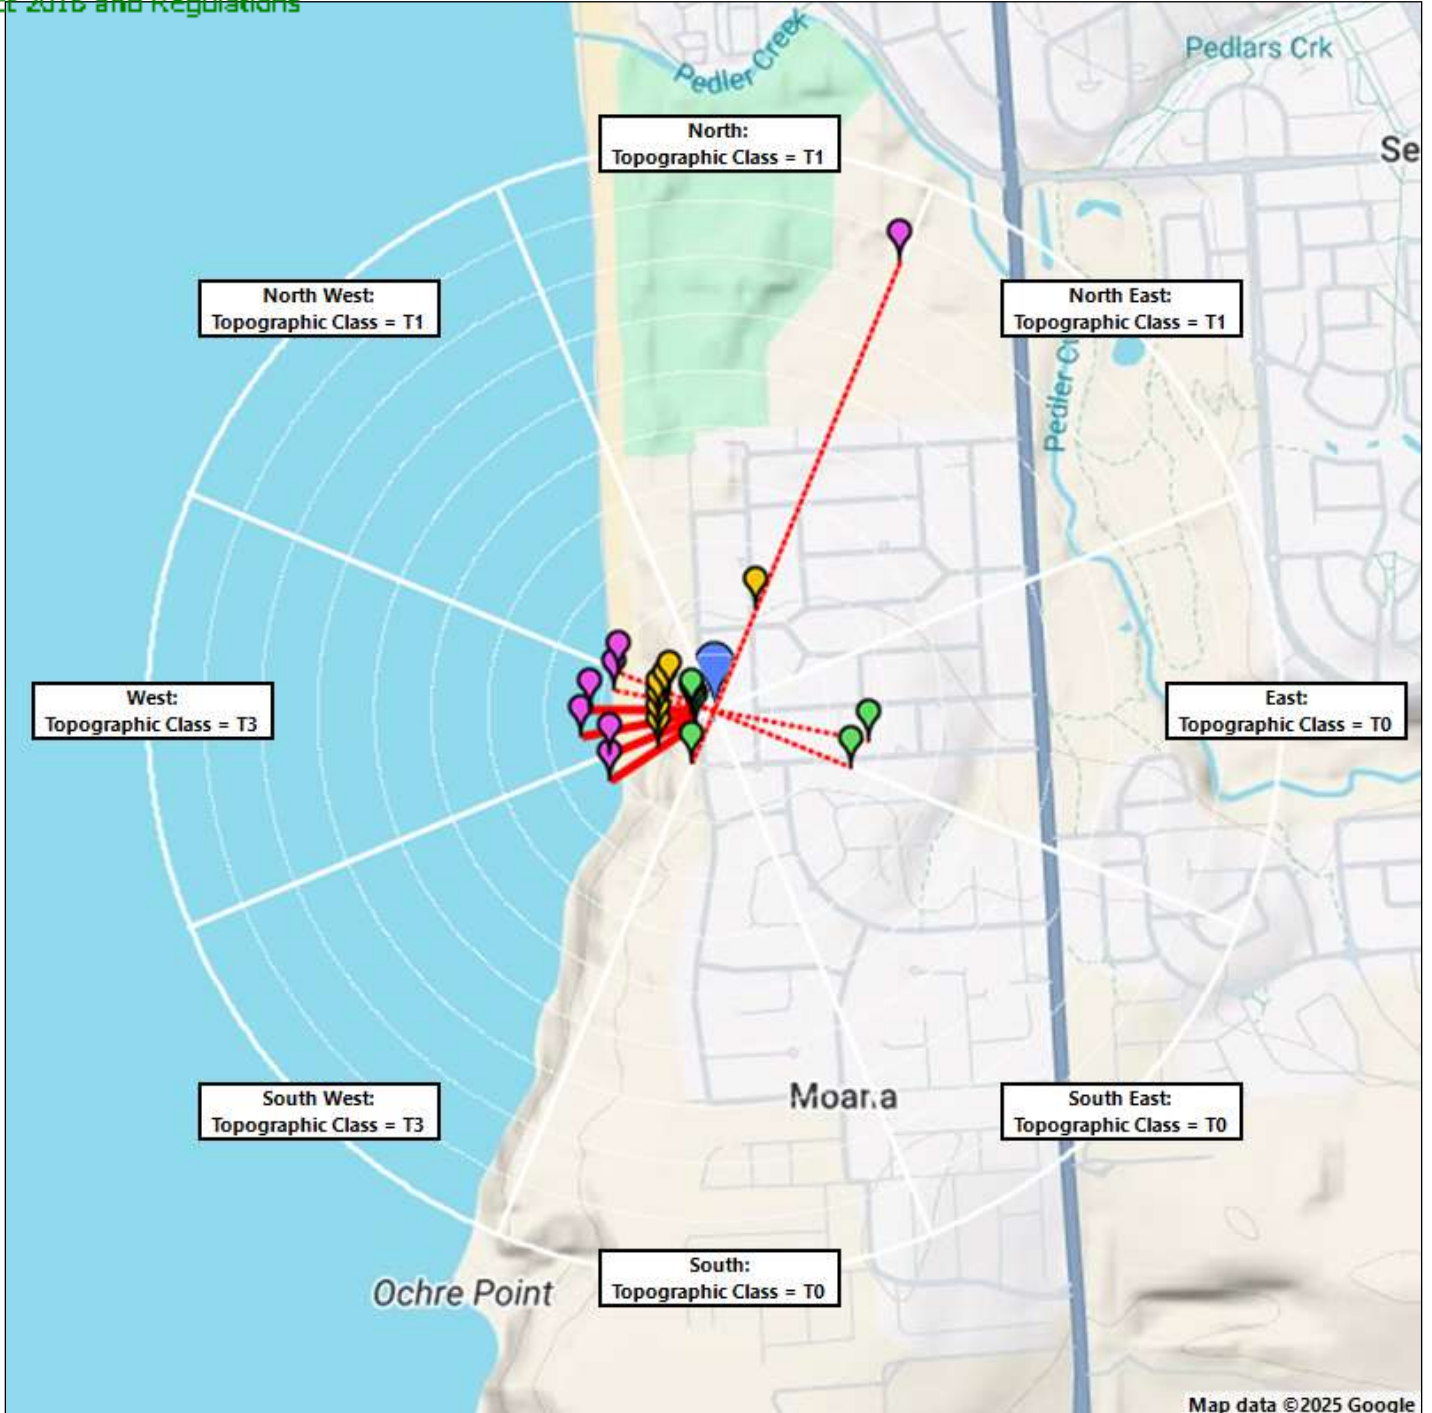 2016 and Regulations
Pedler Creek
Pedlars Crk
North:
Topographic Class = T1
Se
North West:
Topographic Class = T1
North East:
Topographic Class = T1
Pedler
West:
Topographic Class = T3
East:
Topographic Class = T0
Moana
South West:
Topographic Class = T3
South East:
Topographic Class = T0
South:
Topographic Class = T0
Ochre Point
Map data ©2025 Google